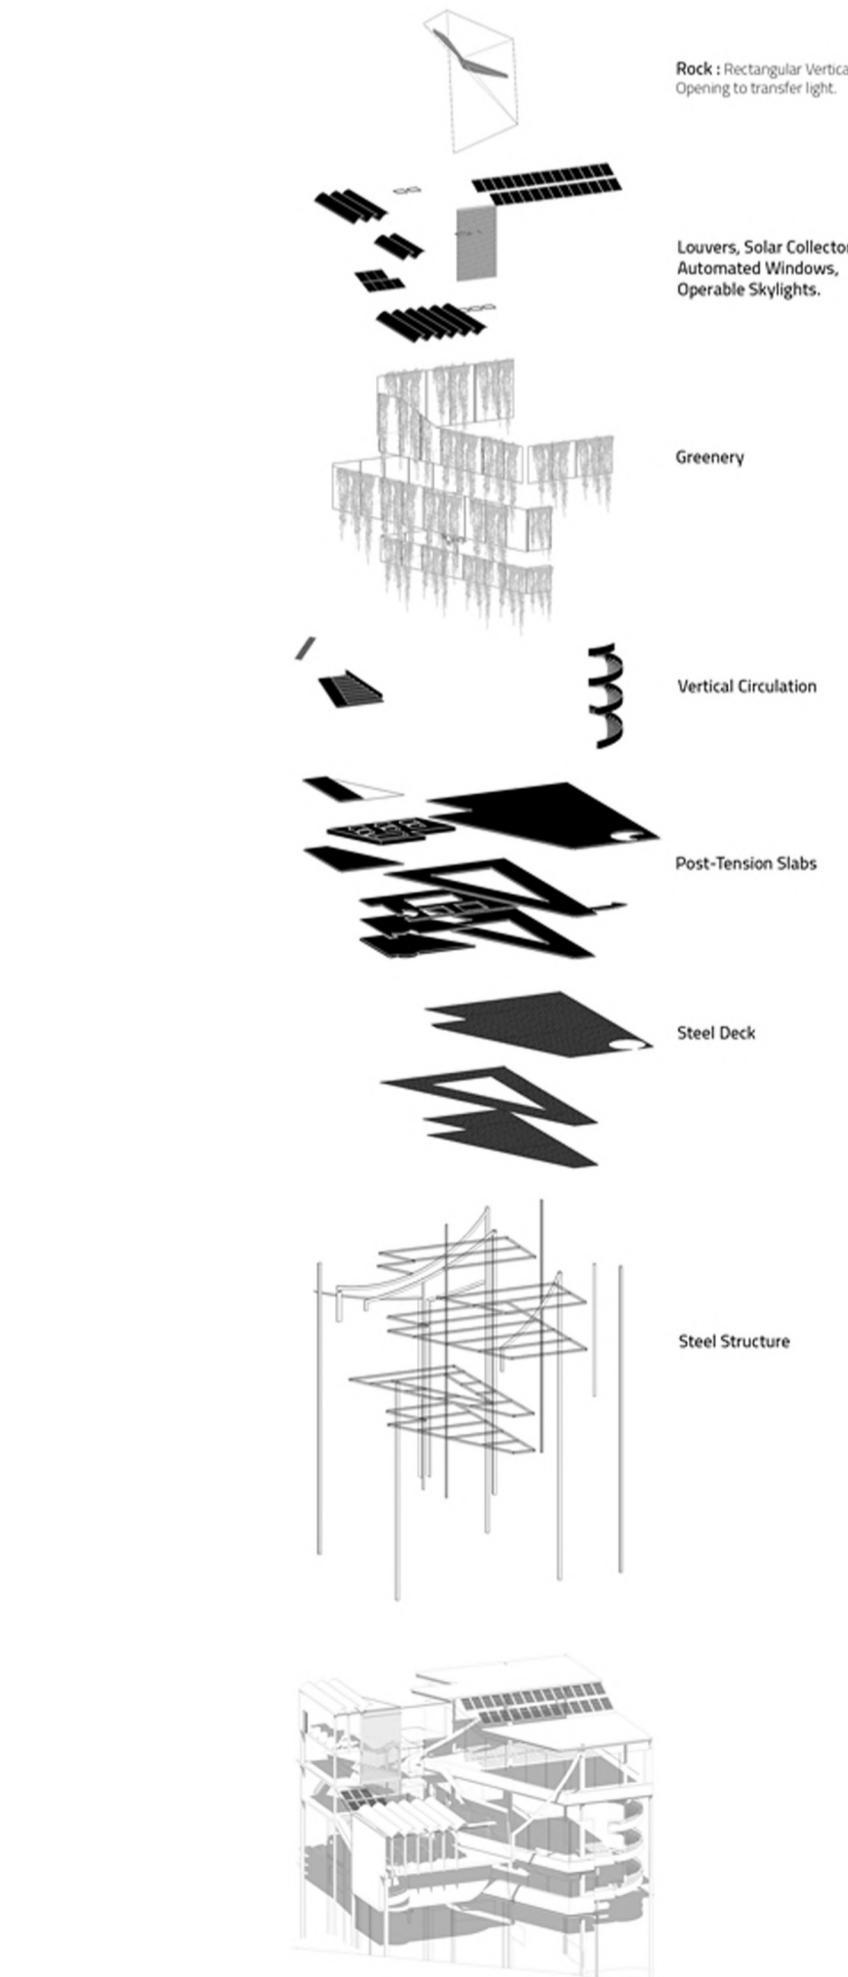 Rock : Rectangular Vertica
Opening to transfer light.
Louvers, Solar Collector
Automated Windows,
Operable Skylights.
Greenery
Vertical Circulation
Post-Tension Slabs
Steel Deck
Steel Structure